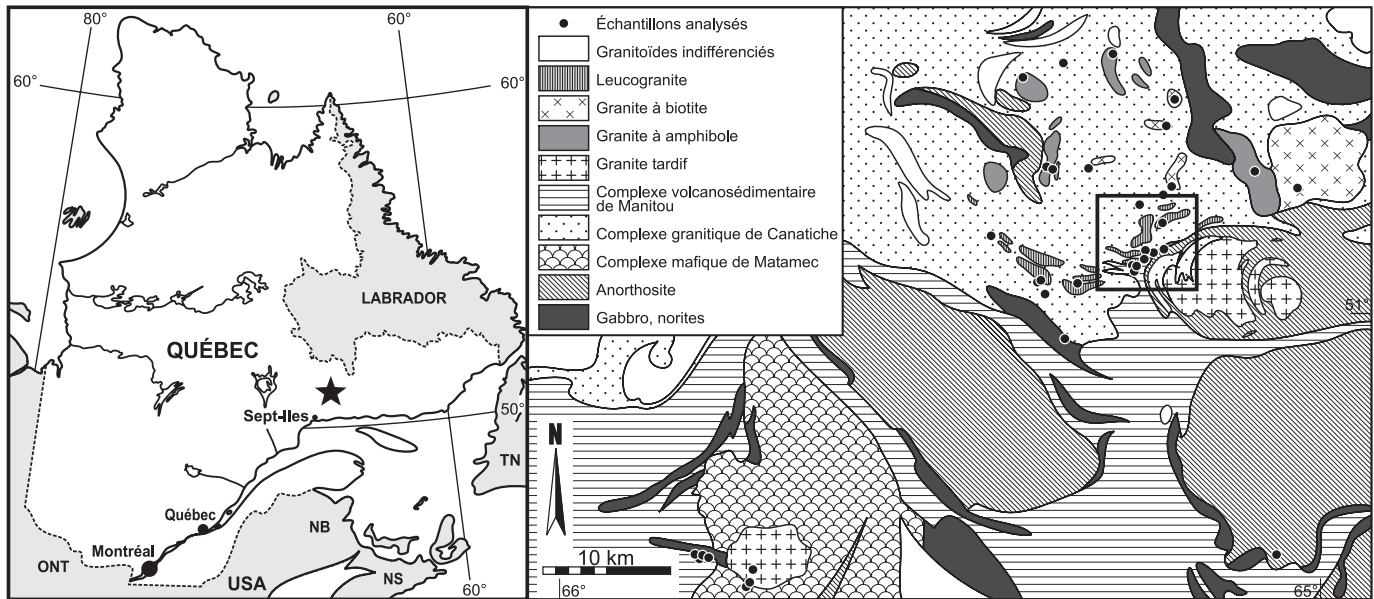 80°
60°
60°
60°
LABRADOR
QUÉBEC
Sept-Iles
50°
TN
Québec
NB
Montréal
ONT
USA
NS
60°
Échantillons analysés
Granitoïdes indifférenciés
Leucogranite
Granite à biotite
Granite à amphibole
Granite tardif
Complexe volcanosédimentaire
de Manitou
Complexe granitique de Canatiche
Complexe mafique de Matamec
Anorthosite
Gabbro, norites
51°
N
10 km
66°
65°